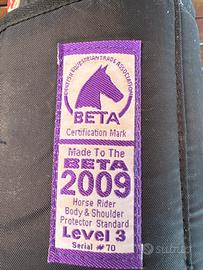 EQUESTRIAN TRADE ASSOCIATION
BETA
Certification Mark
Made To The
BETA
2009
Horse Rider
Body & Shoulder
Protector Standard
Level 3
Serial # 70
subito